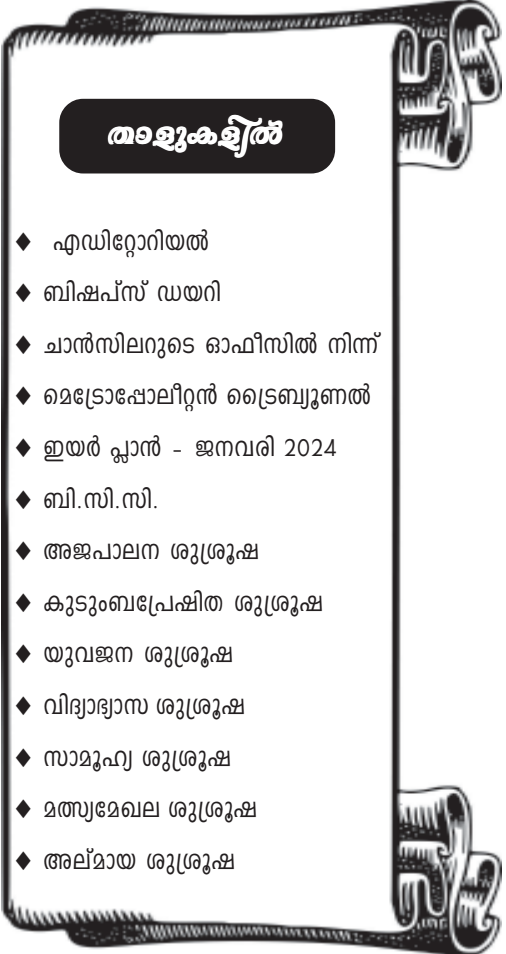 താളുകളിൽ
♦ എഡിറ്റോറിയൽ
♦ ബിഷപ്സ് ഡയറി
♦ ചാൻസിലറുടെ ഓഫീസിൽ നിന്ന്
♦ മെട്രോപ്പോലീറ്റൻ ട്രൈബ്യൂണൽ
♦ ഇയർ പ്ലാൻ - ജനവരി 2024
♦ ബി.സി.സി.
♦ അജപാലന ശുശ്രൂഷ
♦ കുടുംബപ്രേഷിത ശുശ്രൂഷ
♦ യുവജന ശുശ്രൂഷ
♦ വിദ്യാഭ്യാസ ശുശ്രൂഷ
♦ സാമൂഹ്യ ശുശ്രൂഷ
♦ മത്സ്യമേഖല ശുശ്രൂഷ
♦ അല്മായ ശുശ്രൂഷ